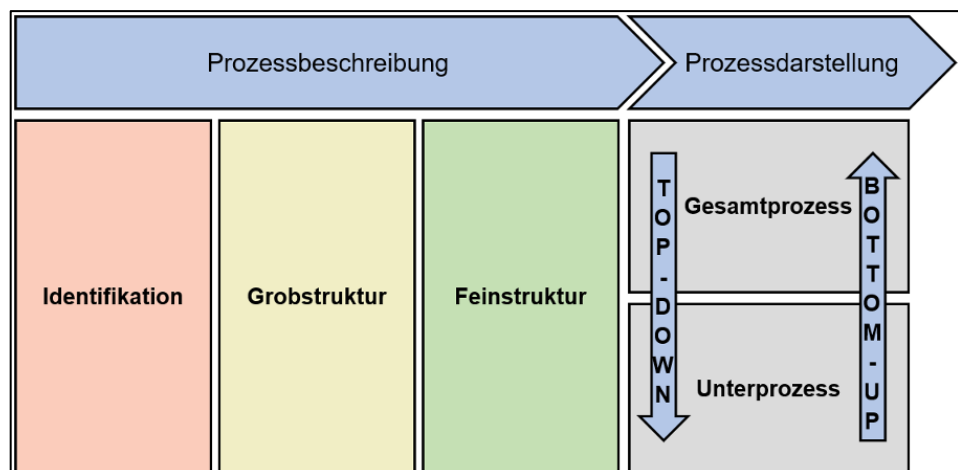 Prozessbeschreibung
Prozessdarstellung
Identifikation
Grobstruktur
Feinstruktur
TOP-DOWN
Gesamtprozess
BOTTOM-UP
Unterprozess